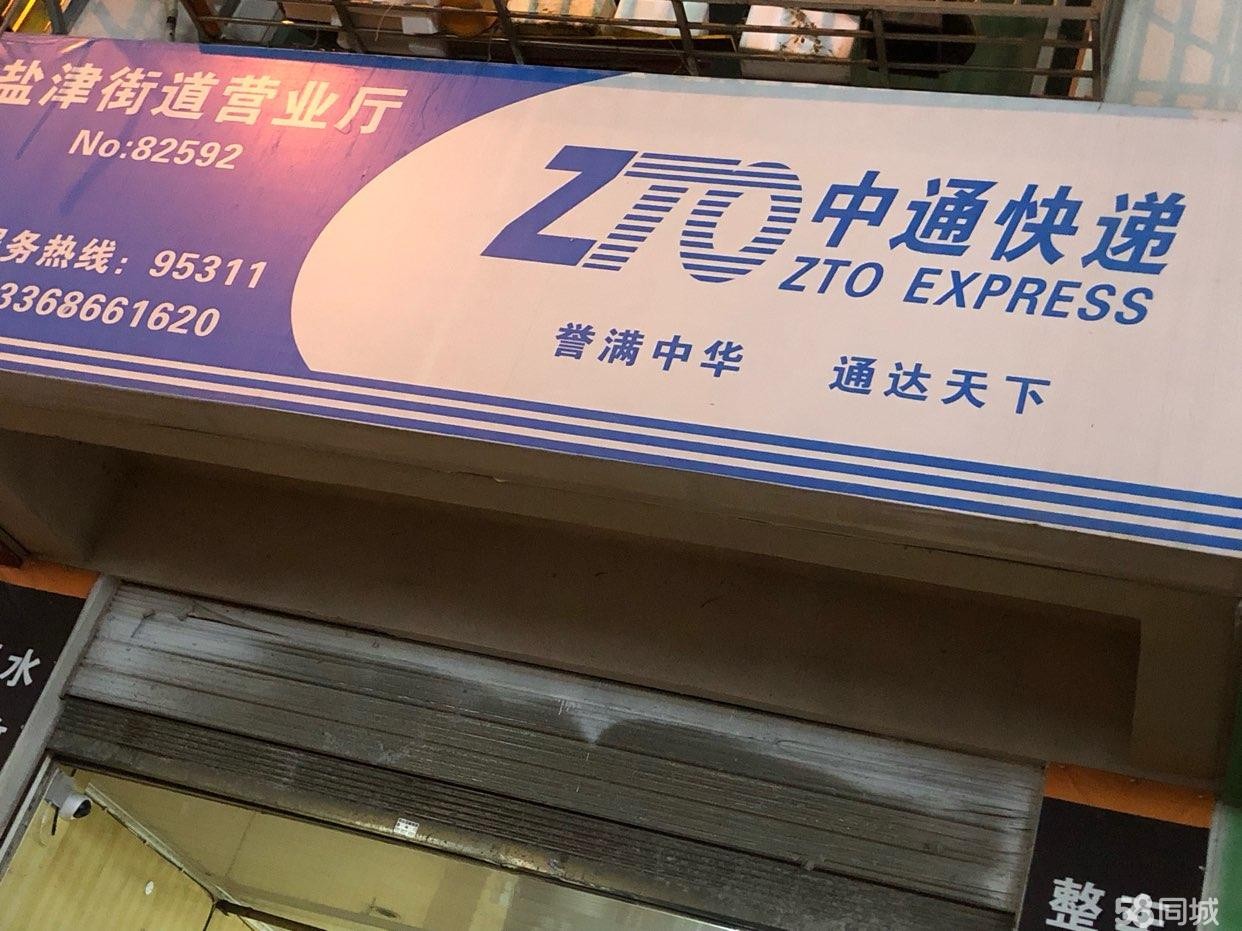 盐津街道营业厅
No:82592
服务热线：95311
3368661620
ZTO 中通快递
ZTO EXPRESS
誉满中华 通达天下
水
整
58同城